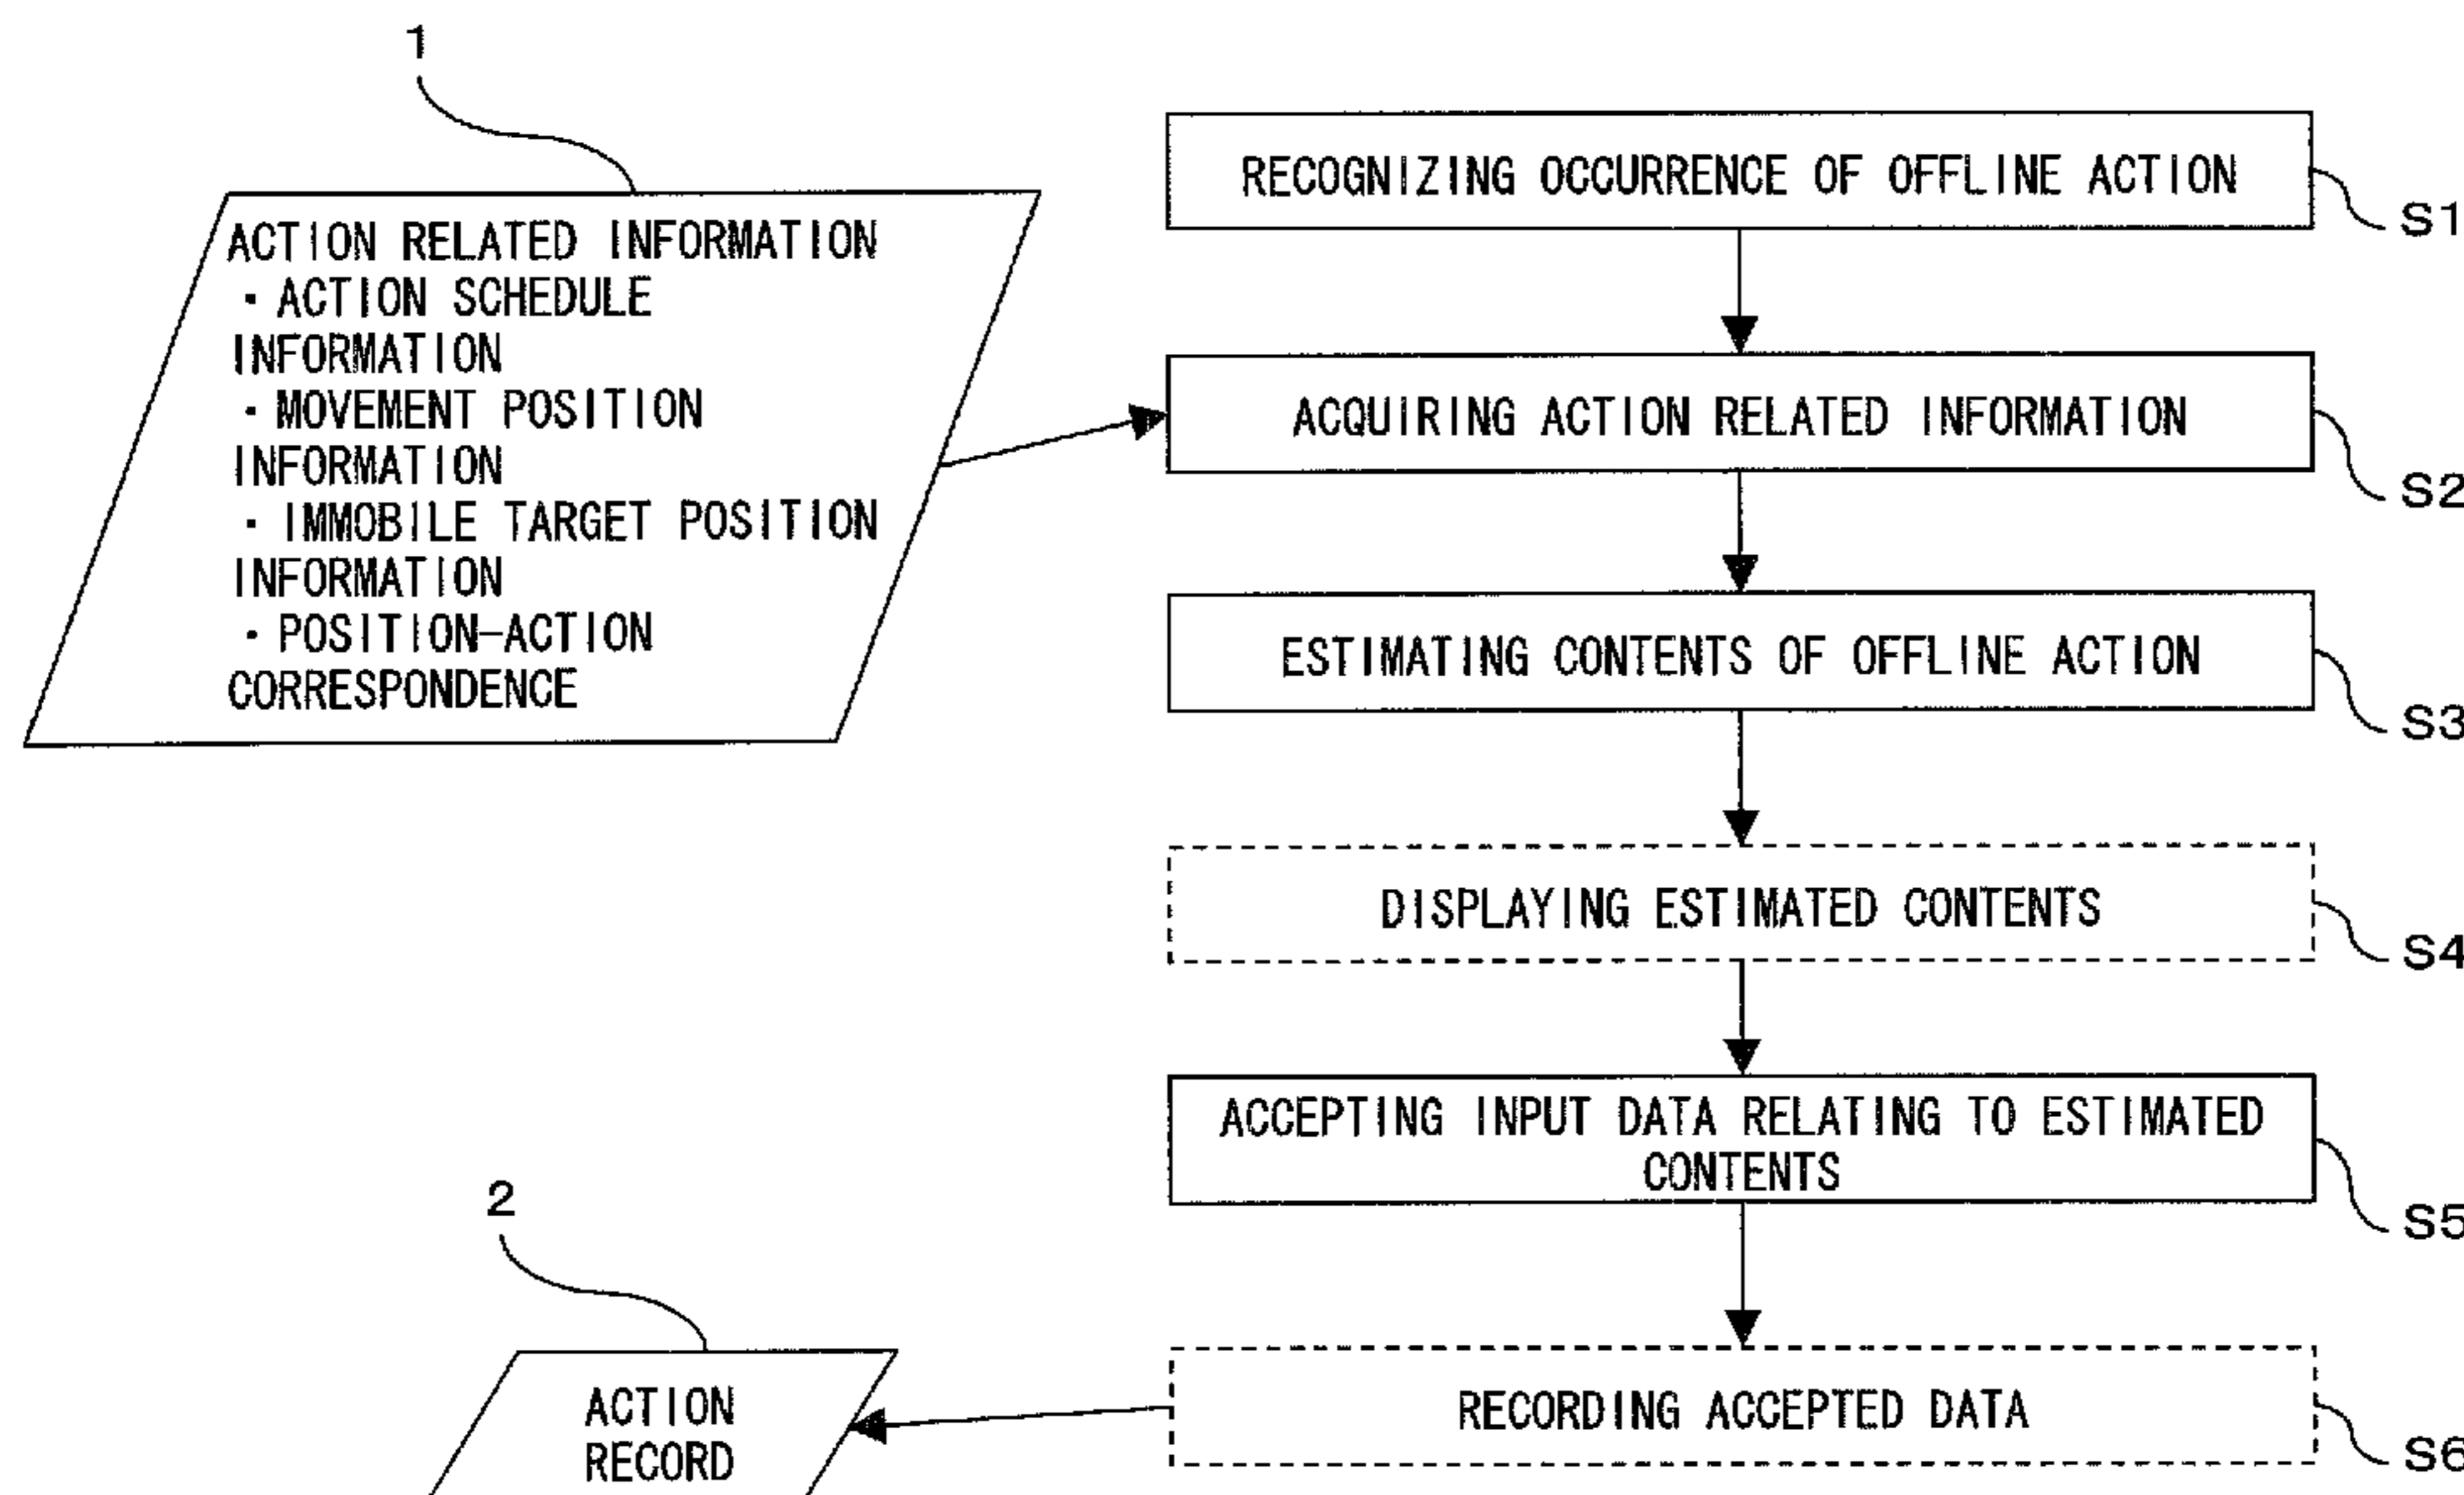 1
ACTION RELATED INFORMATION
・ACTION SCHEDULE
INFORMATION
・MOVEMENT POSITION
INFORMATION
・IMMOBILE TARGET POSITION
INFORMATION
・POSITION-ACTION
CORRESPONDENCE
RECOGNIZING OCCURRENCE OF OFFLINE ACTION
S1
ACQUIRING ACTION RELATED INFORMATION
S2
ESTIMATING CONTENTS OF OFFLINE ACTION
S3
DISPLAYING ESTIMATED CONTENTS
S4
ACCEPTING INPUT DATA RELATING TO ESTIMATED
CONTENTS
S5
RECORDING ACCEPTED DATA
S6
2
ACTION
RECORD